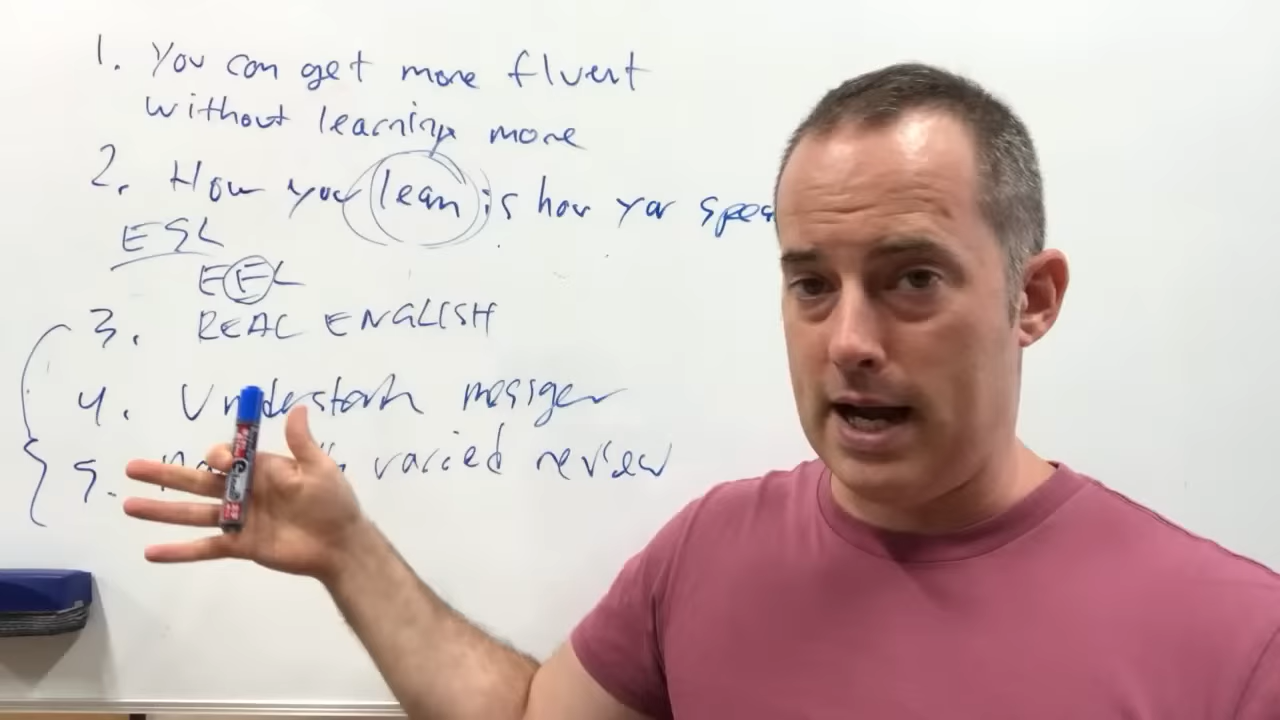 1. You can get more fluent
without learning more
2. How you learn is how you
ESL
EFL
3. REAL ENGLISH
4. Understand messages
5. varied review